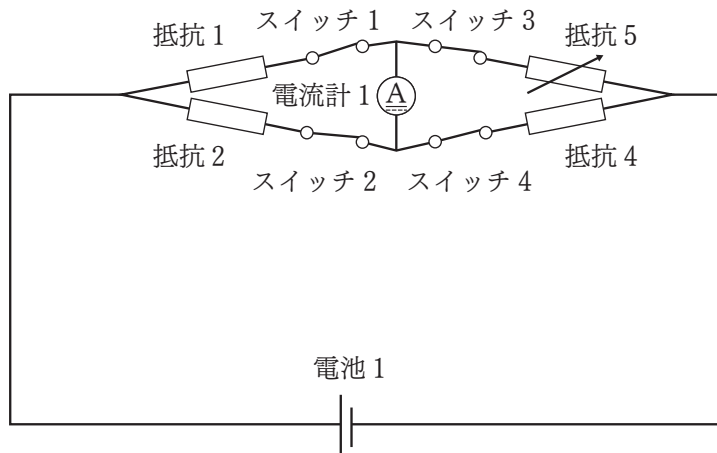 スイッチ 1
スイッチ 3
抵抗 1
抵抗 5
電流計 1
A
抵抗 2
抵抗 4
スイッチ 2
スイッチ 4
電池 1